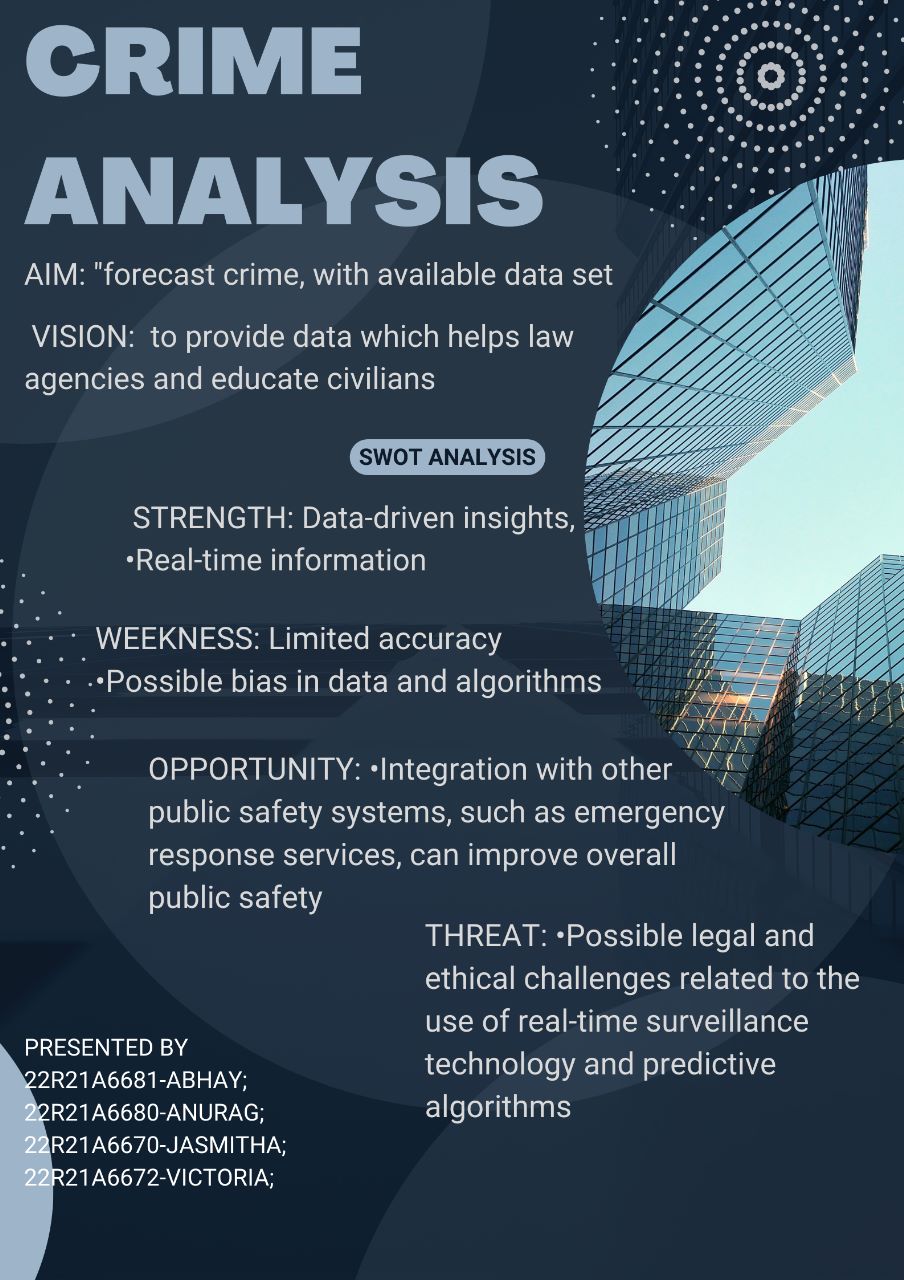 CRIME
ANALYSIS
AIM: "forecast crime, with available data set
VISION: to provide data which helps law
agencies and educate civilians
SWOT ANALYSIS
STRENGTH: Data-driven insights,
•Real-time information
WEEKNESS: Limited accuracy
•Possible bias in data and algorithms
OPPORTUNITY: •Integration with other
public safety systems, such as emergency
response services, can improve overall
public safety
THREAT: •Possible legal and
ethical challenges related to the
use of real-time surveillance
technology and predictive
algorithms
PRESENTED BY
22R21A6681-ABHAY;
22R21A6680-ANURAG;
22R21A6670-JASMITHA;
22R21A6672-VICTORIA;